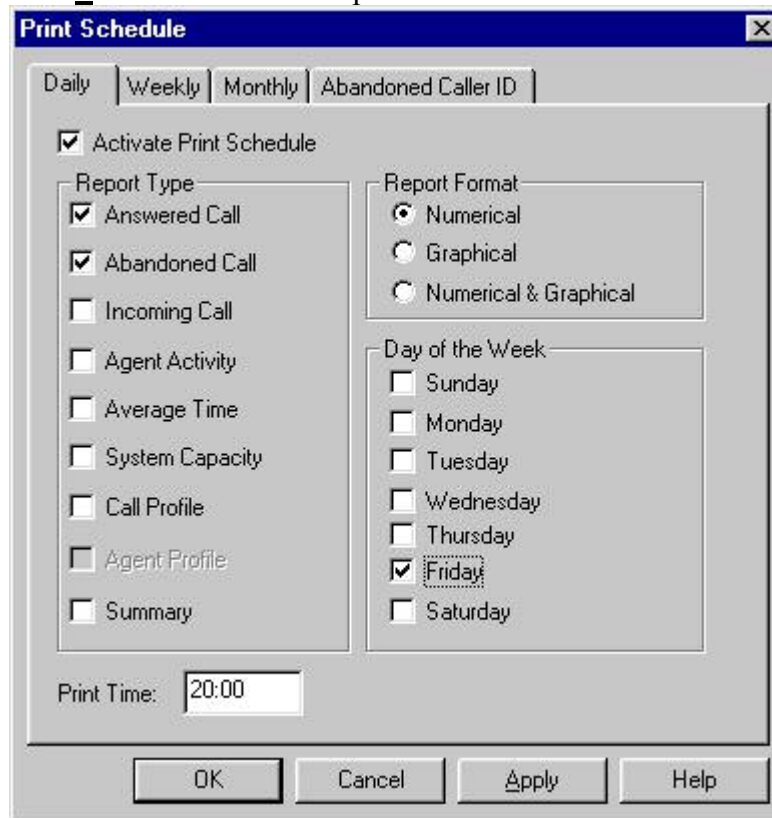 Print Schedule
Daily Weekly Monthly Abandoned Caller ID
Activate Print Schedule
Report Type
Answered Call
Abandoned Call
Incoming Call
Agent Activity
Average Time
System Capacity
Call Profile
Agent Profile
Summary
Report Format
Numerical
Graphical
Numerical & Graphical
Day of the Week
Sunday
Monday
Tuesday
Wednesday
Thursday
Friday
Saturday
Print Time: 20:00
OK Cancel Apply Help